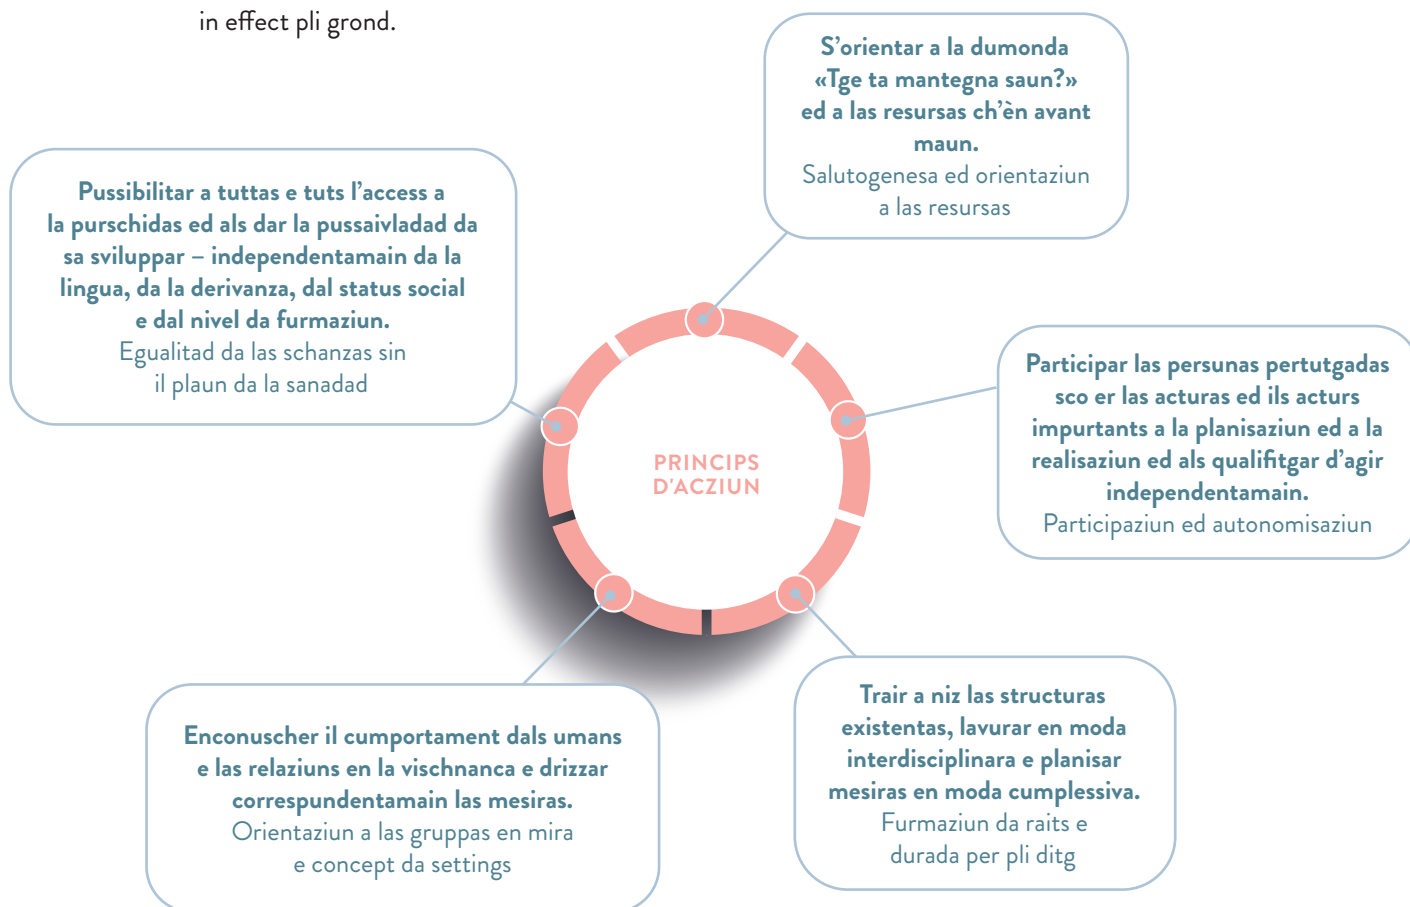 in effect pli grond.
S’orientar a la dumonda
«Tge ta mantegna saun?»
ed a las resursas ch’èn avant
maun.
Salutogenesa ed orientaziun
a las resursas
Pussibilitar a tuttas e tuts l’access a
la purschidas ed als dar la pussaivladad da
sa sviluppar – independentamain da la
lingua, da la derivanza, dal status social
e dal nivel da furmaziun.
Egualitad da las schanzas sin
il plaun da la sanadad
Participar las persunas pertutgadas
sco er las acturas ed ils acturs
impurtants a la planisaziun ed a la
realisaziun ed als qualifitgar d’agir
independentamain.
Participaziun ed autonomisaziun
PRINCIPS
D'ACZIUN
Enconuscher il cumportament dals umans
e las relaziuns en la vischnanca e drizzar
correspundentamain las mesiras.
Orientaziun a las gruppas en mira
e concept da settings
Trair a niz las structuras
existentas, lavurar en moda
interdisciplinara e planisar
mesiras en moda cumplessiva.
Furmaziun da raits e
durada per pli ditg